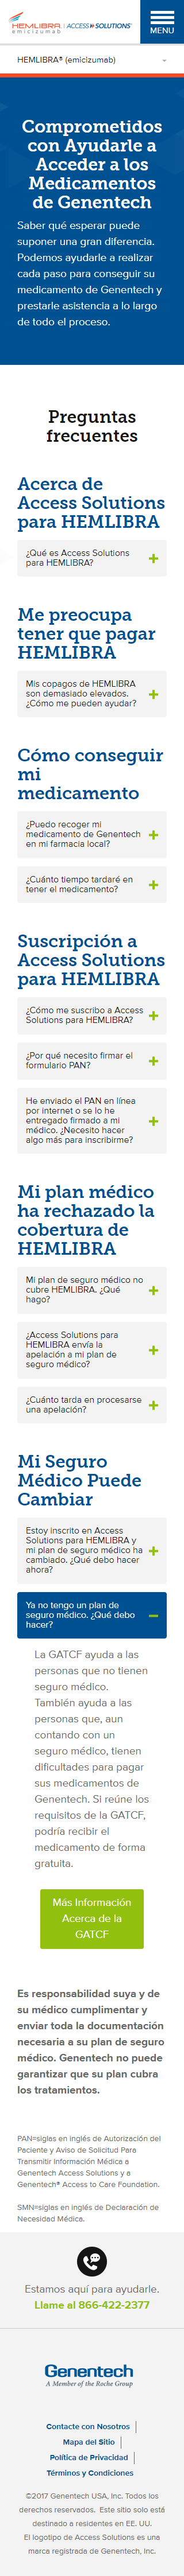 HEMLIBRA
emicizumab
ACCESS SOLUTIONS®
MENU
HEMLIBRA® (emicizumab)
Comprometidos
con Ayudarle a
Acceder a los
Medicamentos
de Genentech
Saber qué esperar puede
suponer una gran diferencia.
Podemos ayudarle a realizar
cada paso para conseguir su
medicamento de Genentech y
prestarle asistencia a lo largo
de todo el proceso.
Preguntas
frecuentes
Acerca de
Access Solutions
para HEMLIBRA
¿Qué es Access Solutions
para HEMLIBRA?
Me preocupa
tener que pagar
HEMLIBRA
Mis copagos de HEMLIBRA
son demasiado elevados.
¿Cómo me pueden ayudar?
Cómo conseguir
mi
medicamento
¿Puedo recoger mi
medicamento de Genentech
en mi farmacia local?
¿Cuánto tiempo tardaré en
tener el medicamento?
Suscripción a
Access Solutions
para HEMLIBRA
¿Cómo me suscribo a Access
Solutions para HEMLIBRA?
¿Por qué necesito firmar el
formulario PAN?
He enviado el PAN en línea
por internet o se lo he
entregado firmado a mi
médico. ¿Necesito hacer
algo más para inscribirme?
Mi plan médico
ha rechazado la
cobertura de
HEMLIBRA
Mi plan de seguro médico no
cubre HEMLIBRA. ¿Qué
hago?
¿Access Solutions para
HEMLIBRA envía la
apelación a mi plan de
seguro médico?
¿Cuánto tarda en procesarse
una apelación?
Mi Seguro
Médico Puede
Cambiar
Estoy inscrito en Access
Solutions para HEMLIBRA y
mi plan de seguro médico ha
cambiado. ¿Qué debo hacer
ahora?
Ya no tengo un plan de
seguro médico. ¿Qué debo
hacer?
La GATCF ayuda a las
personas que no tienen
seguro médico.
También ayuda a las
personas que, aun
contando con un
seguro médico, tienen
dificultades para pagar
sus medicamentos de
Genentech. Si reúne los
requisitos de la GATCF,
podría recibir el
medicamento de forma
gratuita.
Más Información
Acerca de la
GATCF
Es responsabilidad suya y de
su médico cumplimentar y
enviar toda la documentación
necesaria a su plan de seguro
médico. Genentech no puede
garantizar que su plan cubra
los tratamientos.
PAN=siglas en inglés de Autorización del
Paciente y Aviso de Solicitud Para
Transmitir Información Médica a
Genentech Access Solutions y a
Genentech® Access to Care Foundation.
SMN=siglas en inglés de Declaración de
Necesidad Médica.
Estamos aquí para ayudarle.
Llame al 866-422-2377
Genentech
A Member of the Roche Group
Contacte con Nosotros
Mapa del Sitio
Política de Privacidad
Términos y Condiciones
©2017 Genentech USA, Inc. Todos los
derechos reservados. Este sitio solo está
destinado a residentes en EE. UU.
El logotipo de Access Solutions es una
marca registrada de Genentech, Inc.